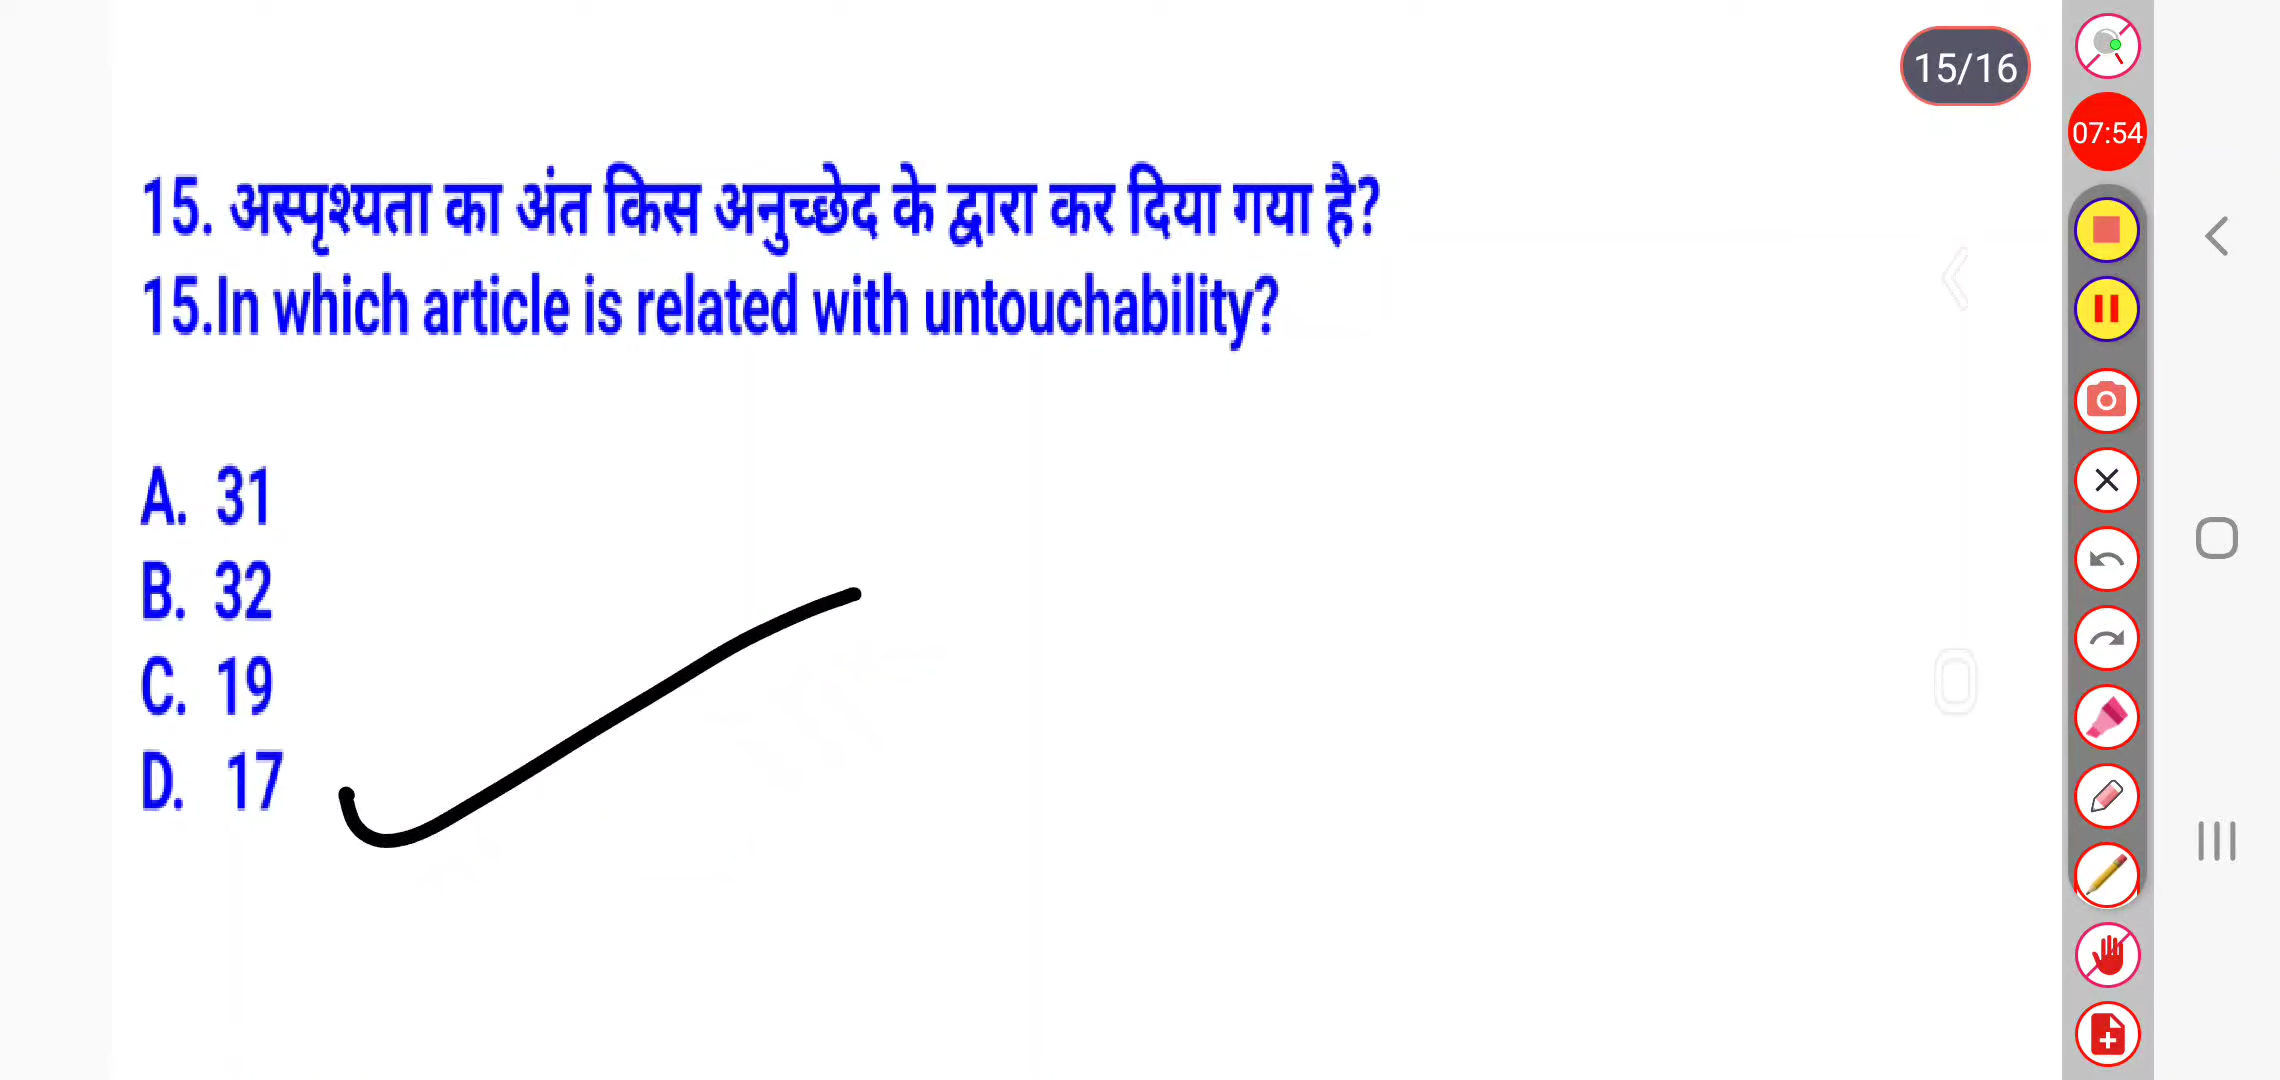 15/16
07:54
15. अस्पृश्यता का अंत किस अनुच्छेद के द्वारा कर दिया गया है?
15.In which article is related with untouchability?
A. 31
B. 32
C. 19
D. 17